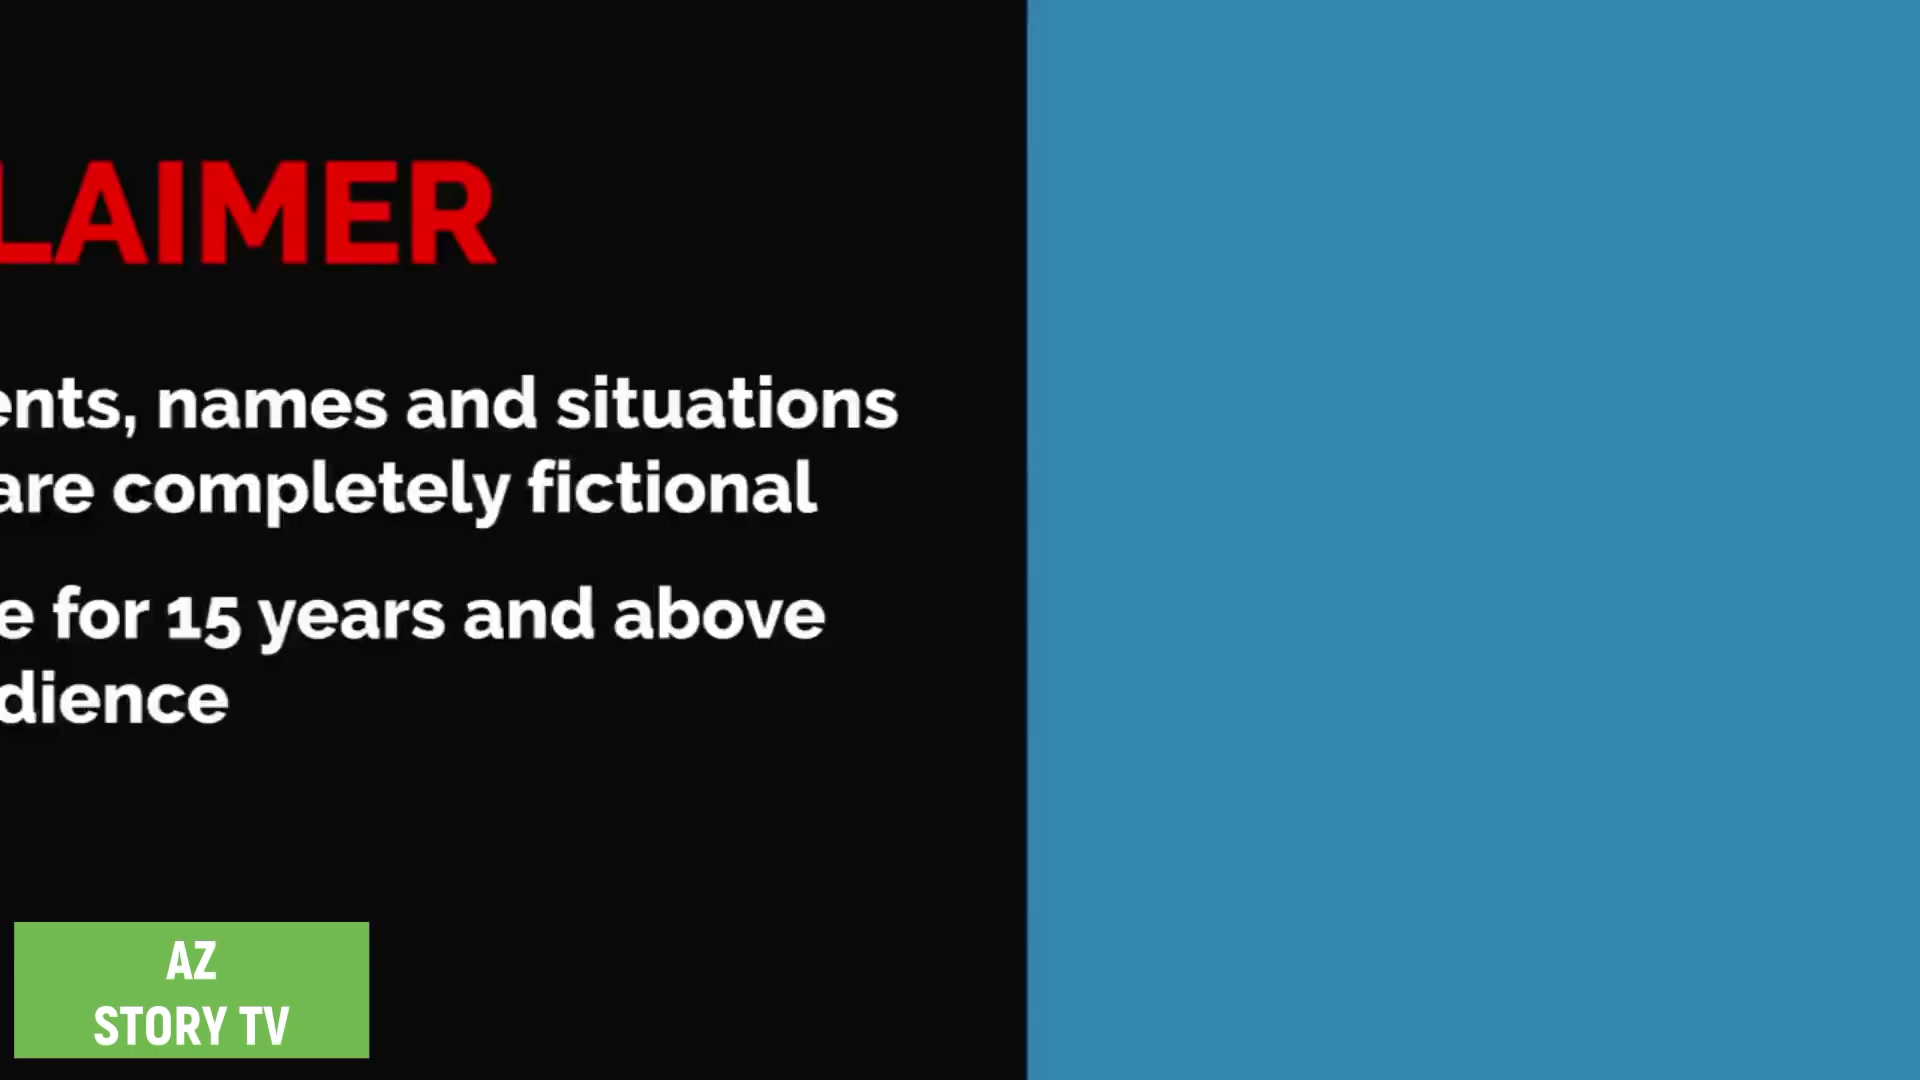 LAIMER
ents, names and situations
are completely fictional
e for 15 years and above
dience
AZ
STORY TV